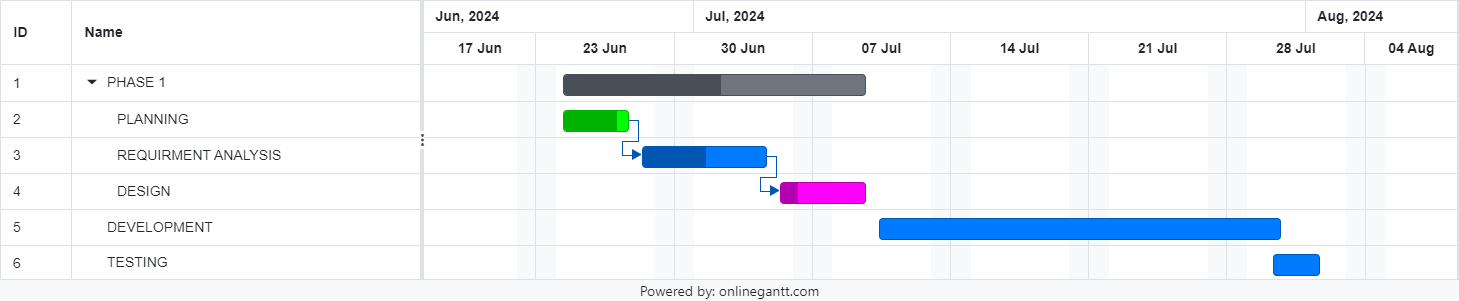 ID Name Jun, 2024 Jul, 2024 Aug, 2024
17 Jun 23 Jun 30 Jun 07 Jul 14 Jul 21 Jul 28 Jul 04 Aug
1 PHASE 1
2 PLANNING
3 REQUIRMENT ANALYSIS
4 DESIGN
5 DEVELOPMENT
6 TESTING
Powered by: onlinegantt.com